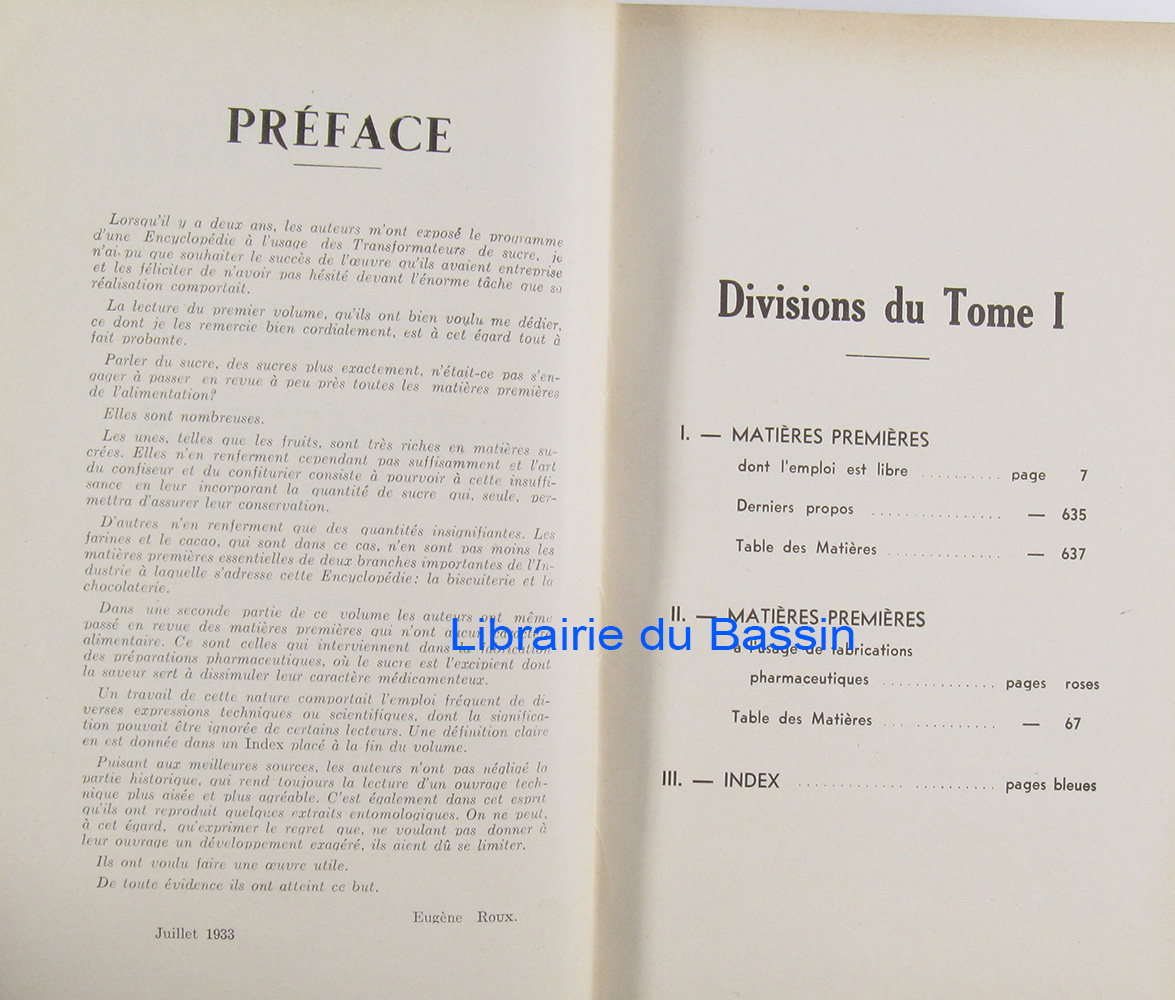 PRÉFACE
Lorsqu'il y a deux ans, les auteurs m'ont exposé le programme
d'une Encyclopédie à l'usage des Transformateurs de sucre, je
n'ai pu que souhaiter le succès de l'œuvre qu'ils avaient entreprise
et les féliciter de n'avoir pas hésité devant l'énorme tâche que sa
réalisation comportait.
La lecture du premier volume, qu'ils ont bien voulu me dédier,
ce dont je les remercie bien cordialement, est à cet égard tout à
fait probante.
Parler du sucre, des sucres plus exactement, n'était-ce pas s'en-
gager à passer en revue à peu près toutes les matières premières
de l'alimentation?
Elles sont nombreuses.
Les unes, telles que les fruits, sont très riches en matières su-
crées. Elles n'en renferment cependant pas suffisamment et l'art
du confiseur et du confiturier consiste à pourvoir à cette insuffi-
sance en leur incorporant la quantité de sucre qui, seule, per-
mettra d'assurer leur conservation.
D'autres n'en renferment que des quantités insignifiantes. Les
farines et le cacao, qui sont dans ce cas, n'en sont pas moins les
matières premières essentielles de deux branches importantes de l'In-
dustrie à laquelle s'adresse cette Encyclopédie: la biscuiterie et la
chocolaterie.
Dans une seconde partie de ce volume les auteurs ont même
passé en revue des matières premières qui n'ont aucun caractère
alimentaire. Ce sont celles qui interviennent dans la fabrication
des préparations pharmaceutiques, où le sucre est l'excipient dont
la saveur sert à dissimuler leur caractère médicamenteux.
Un travail de cette nature comportait l'emploi fréquent de di-
verses expressions techniques ou scientifiques, dont la significa-
tion pouvait être ignorée de certains lecteurs. Une définition claire
en est donnée dans un Index placé à la fin du volume.
Puisant aux meilleures sources, les auteurs n'ont pas négligé la
partie historique, qui rend toujours la lecture d'un ouvrage tech-
nique plus aisée et plus agréable. C'est également dans cet esprit
qu'ils ont reproduit quelques extraits entomologiques. On ne peut,
à cet égard, qu'exprimer le regret que, ne voulant pas donner à
leur ouvrage un développement exagéré, ils aient dû se limiter.
Ils ont voulu faire une œuvre utile.
De toute évidence ils ont atteint ce but.
Eugène Roux.
Juillet 1933
Divisions du Tome I
I. — MATIÈRES PREMIÈRES
dont l'emploi est libre .......... page 7
Derniers propos ................ — 635
Table des Matières .............. — 637
II. — MATIÈRES PREMIÈRES
à l'usage de fabrications
pharmaceutiques .............. pages roses
Table des Matières .............. — 67
III. — INDEX ...................... pages bleues
Librairie du Bassin